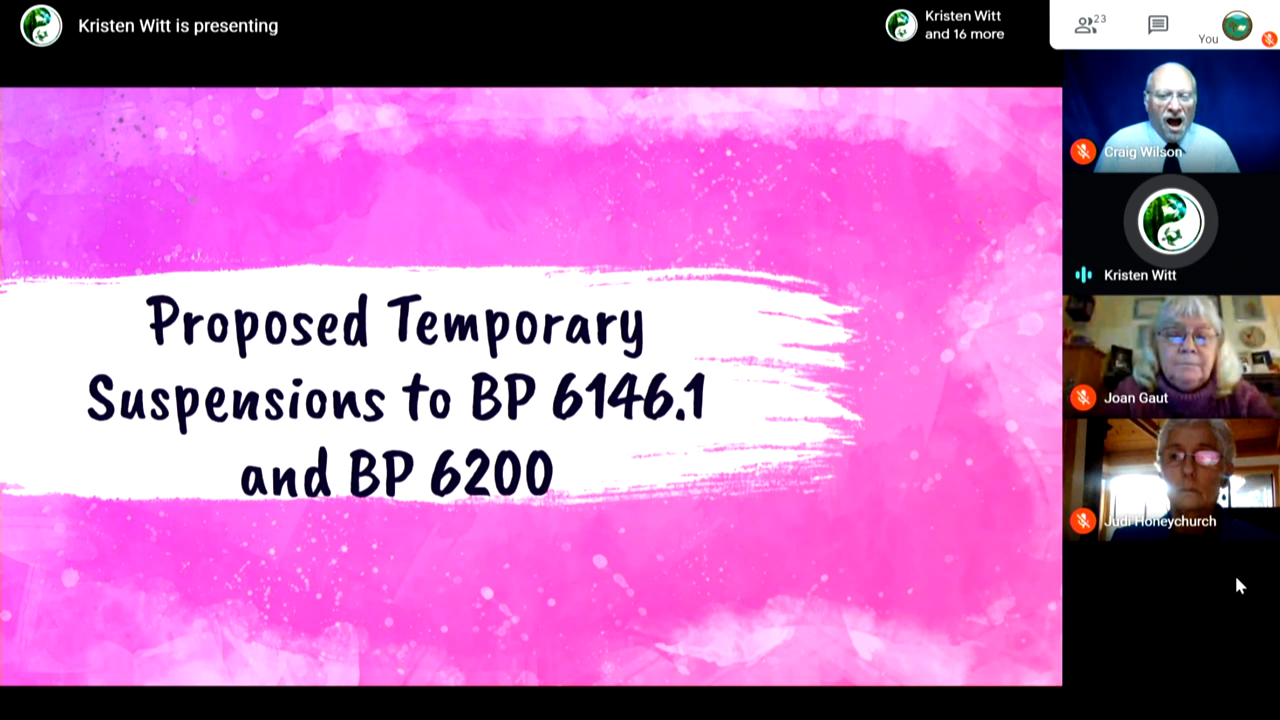 Kristen Witt is presenting
Kristen Witt
and 16 more
23
You
Craig Wilson
Kristen Witt
Joan Gaut
Judi Honeychurch
Proposed Temporary
Suspensions to BP 6146.1
and BP 6200